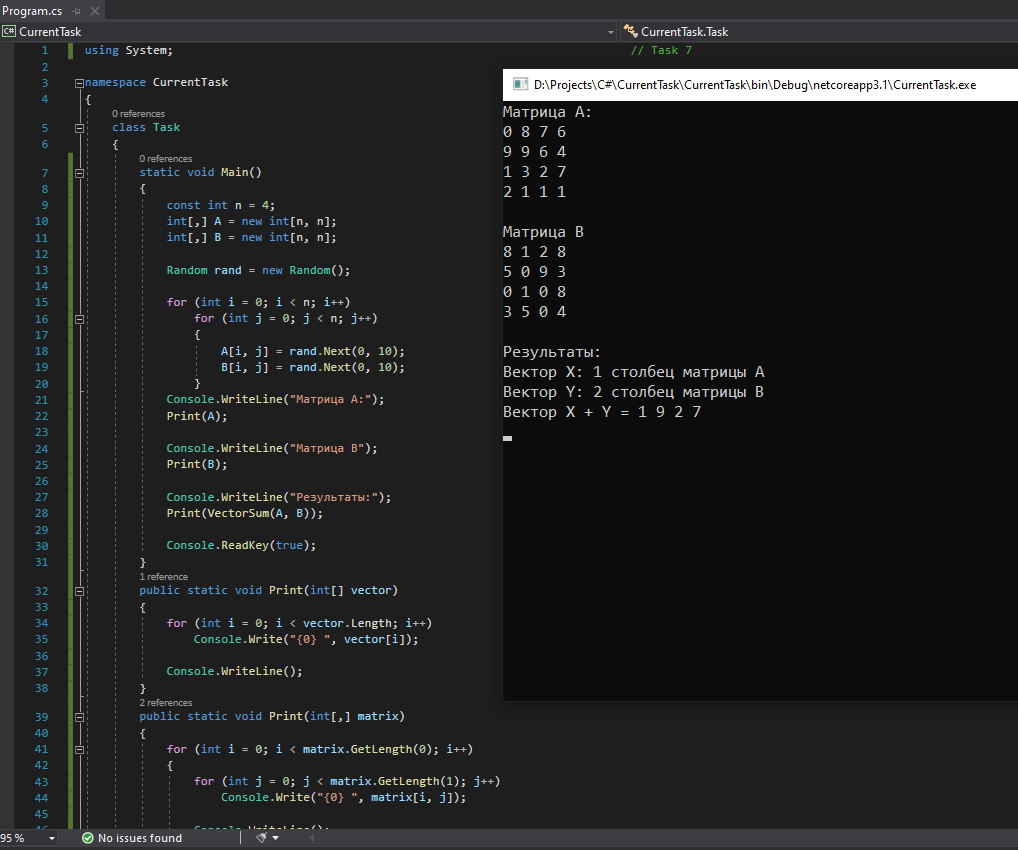 Program.cs
C# CurrentTask
CurrentTask.Task
1 using System; // Task 7
2
3 namespace CurrentTask
4 {
0 references
5 class Task
6 {
0 references
7 static void Main()
8 {
9 const int n = 4;
10 int[,] A = new int[n, n];
11 int[,] B = new int[n, n];
12
13 Random rand = new Random();
14
15 for (int i = 0; i < n; i++)
16 for (int j = 0; j < n; j++)
17 {
18 A[i, j] = rand.Next(0, 10);
19 B[i, j] = rand.Next(0, 10);
20 }
21 Console.WriteLine("Матрица A:");
22 Print(A);
23
24 Console.WriteLine("Матрица B");
25 Print(B);
26
27 Console.WriteLine("Результаты:");
28 Print(VectorSum(A, B));
29
30 Console.ReadKey(true);
31 }
1 reference
32 public static void Print(int[] vector)
33 {
34 for (int i = 0; i < vector.Length; i++)
35 Console.Write("{0} ", vector[i]);
36
37 Console.WriteLine();
38 }
2 references
39 public static void Print(int[,] matrix)
40 {
41 for (int i = 0; i < matrix.GetLength(0); i++)
42 {
43 for (int j = 0; j < matrix.GetLength(1); j++)
44 Console.Write("{0} ", matrix[i, j]);
45
46 Console.WriteLine();
95 %
No issues found
D:\Projects\C#\CurrentTask\CurrentTask\bin\Debug\netcoreapp3.1\CurrentTask.exe
Матрица A:
0 8 7 6
9 9 6 4
1 3 2 7
2 1 1 1
Матрица B
8 1 2 8
5 0 9 3
0 1 0 8
3 5 0 4
Результаты:
Вектор X: 1 столбец матрицы A
Вектор Y: 2 столбец матрицы B
Вектор X + Y = 1 9 2 7